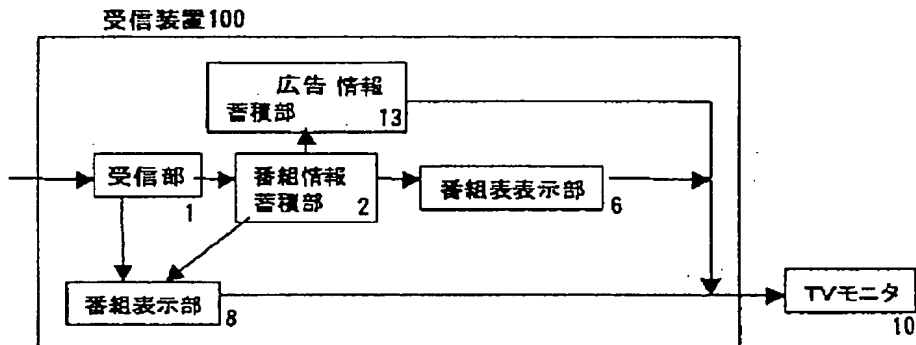 受信装置100
広告 情報
蓄積部
13
受信部
1
番組情報
蓄積部
2
番組表表示部
6
番組表示部
8
TVモニタ
10